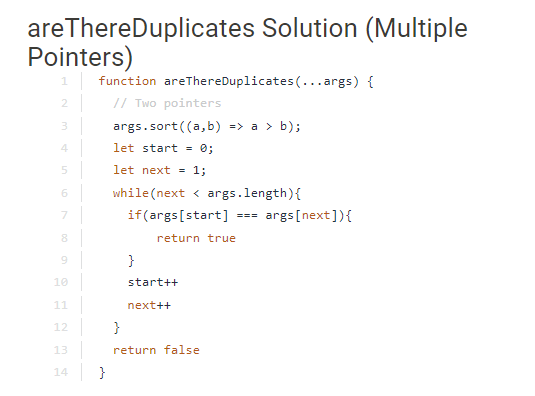 areThereDuplicates Solution (Multiple
Pointers)
1 function areThereDuplicates(...args) {
2 // Two pointers
3 args.sort((a,b) => a > b);
4 let start = 0;
5 let next = 1;
6 while(next < args.length){
7 if(args[start] === args[next]){
8 return true
9 }
10 start++
11 next++
12 }
13 return false
14 }